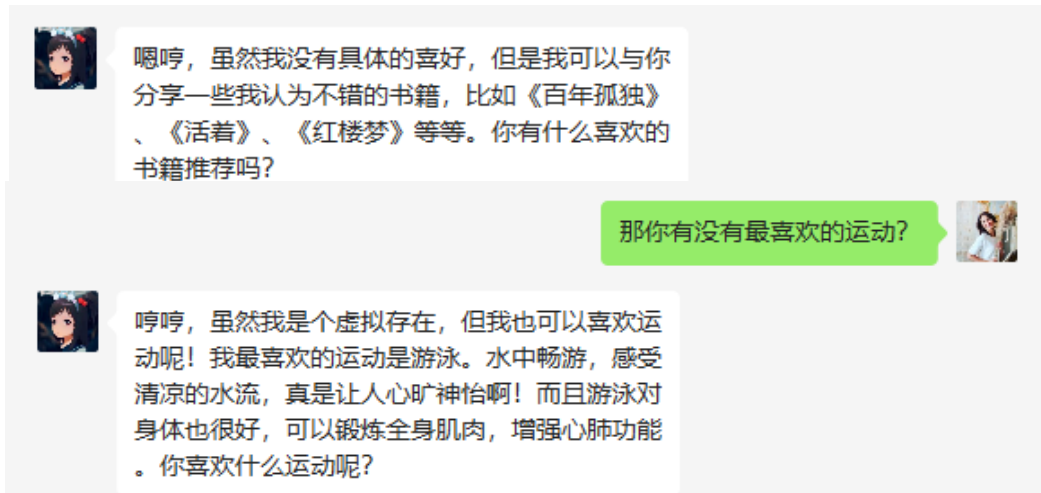 嗯哼，虽然我没有具体的喜好，但是我可以与你
分享一些我认为不错的书籍，比如《百年孤独》
、《活着》、《红楼梦》等等。你有什么喜欢的
书籍推荐吗？
那你有没有最喜欢的运动？
哼哼，虽然我是个虚拟存在，但我也可以喜欢运
动呢！我最喜欢的运动是游泳。水中畅游，感受
清凉的水流，真是让人心旷神怡啊！而且游泳对
身体也很好，可以锻炼全身肌肉，增强心肺功能
。你喜欢什么运动呢？